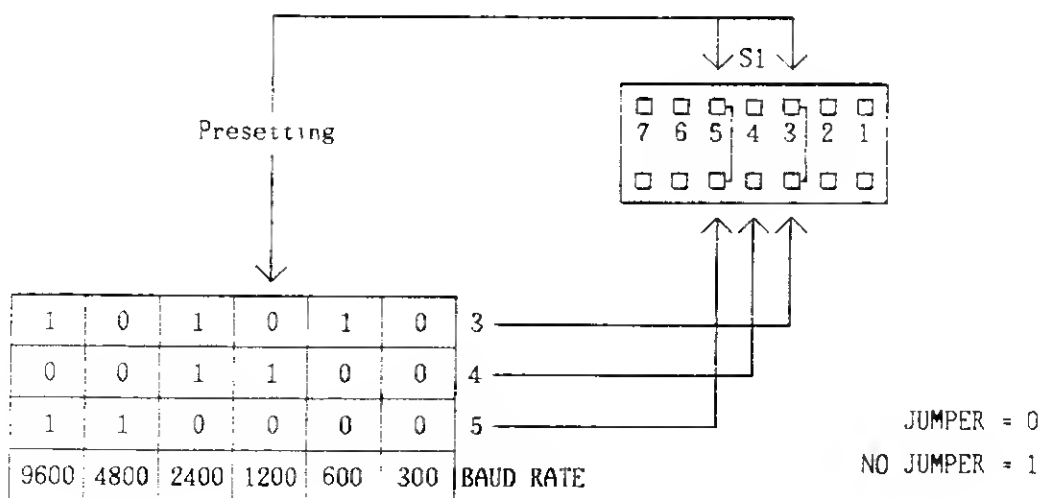 S1
7 6 5 4 3 2 1
Presetting
1 0 1 0 1 0 3
0 0 1 1 0 0 4
1 1 0 0 0 0 5
9600 4800 2400 1200 600 300 BAUD RATE
JUMPER = 0
NO JUMPER = 1